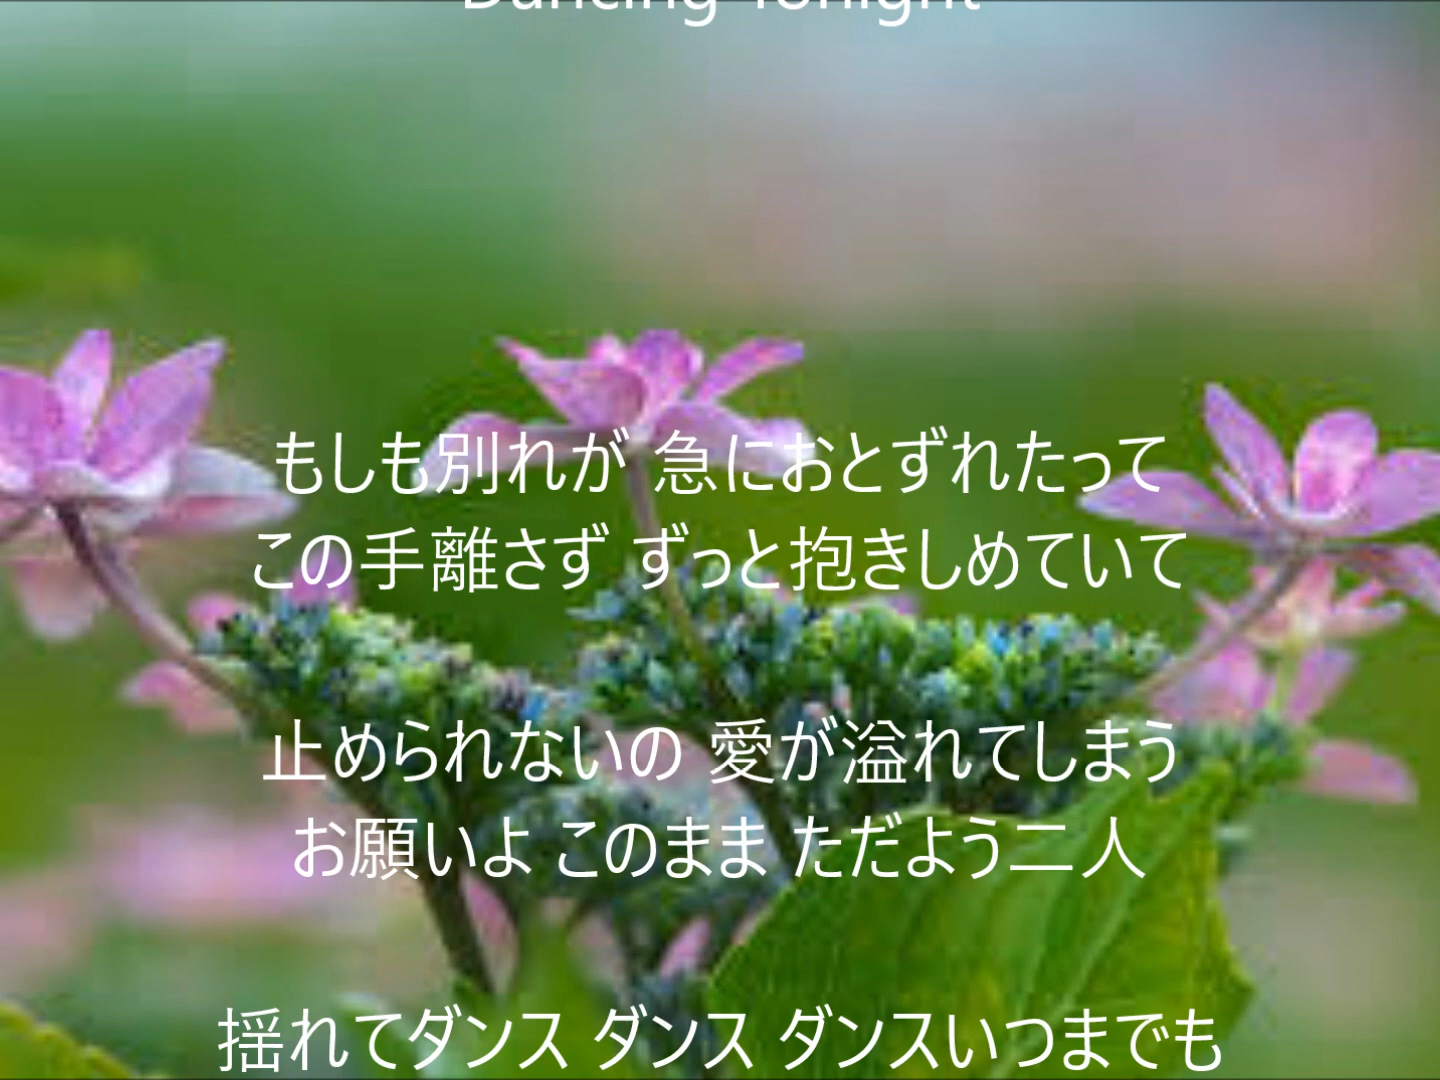 Dancing Tonight
もしも別れが 急におとずれたって
この手離さず ずっと抱きしめていて
止められないの 愛が溢れてしまう
お願いよ このまま ただよう二人
揺れてダンス ダンス ダンスいつまでも